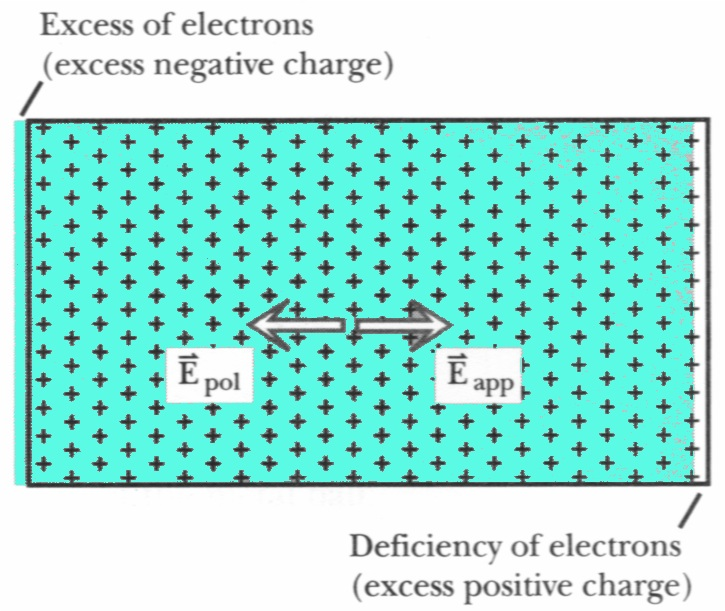 Excess of electrons
(excess negative charge)
E⃗ pol
E⃗ app
Deficiency of electrons
(excess positive charge)